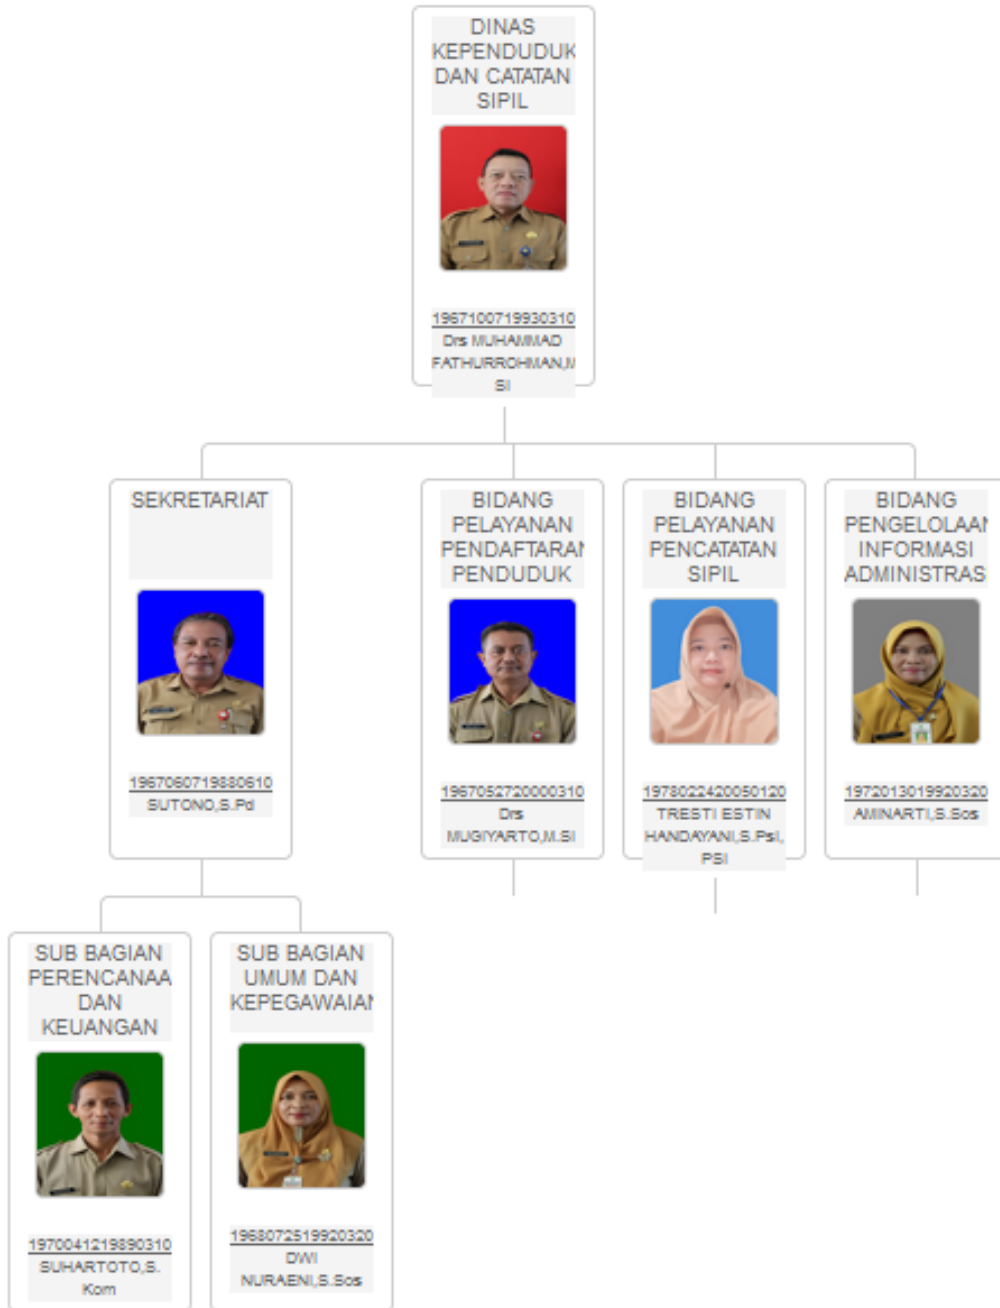 DINAS
KEPENDUDUK
DAN CATATAN
SIPIL
1967100719930310
Drs MUHAMMAD
FATHURROHMAN,M
SI
SEKRETARIAT
1967060719880610
SUTONO,S.Pd
BIDANG
PELAYANAN
PENDAFTARAN
PENDUDUK
1967052720000310
Drs
MUGIYARTO,M.SI
BIDANG
PELAYANAN
PENCATATAN
SIPIL
1978022420050120
TRESTI ESTIN
HANDAYANI,S.Psi,
PSI
BIDANG
PENGELOLAAN
INFORMASI
ADMINISTRAS
1972013019920320
AMINARTI,S.Sos
SUB BAGIAN
PERENCANAA
DAN
KEUANGAN
1970041219890310
SUHARTOTO,S.
Kom
SUB BAGIAN
UMUM DAN
KEPEGAWAIAN
1968072519920320
DWI
NURAENI,S.Sos